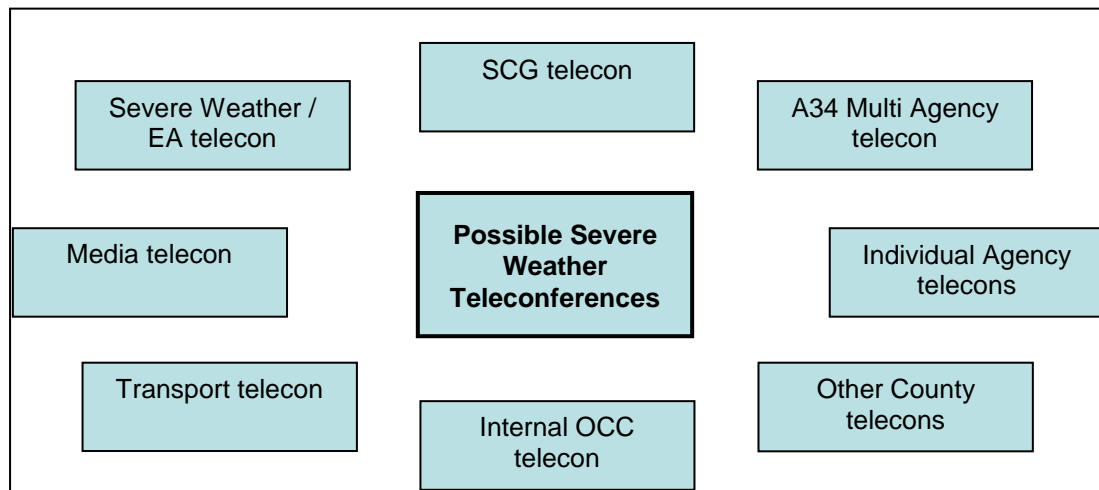 SCG telecon
Severe Weather /
EA telecon
A34 Multi Agency
telecon
Possible Severe
Weather
Teleconferences
Media telecon
Individual Agency
telecons
Transport telecon
Other County
telecons
Internal OCC
telecon